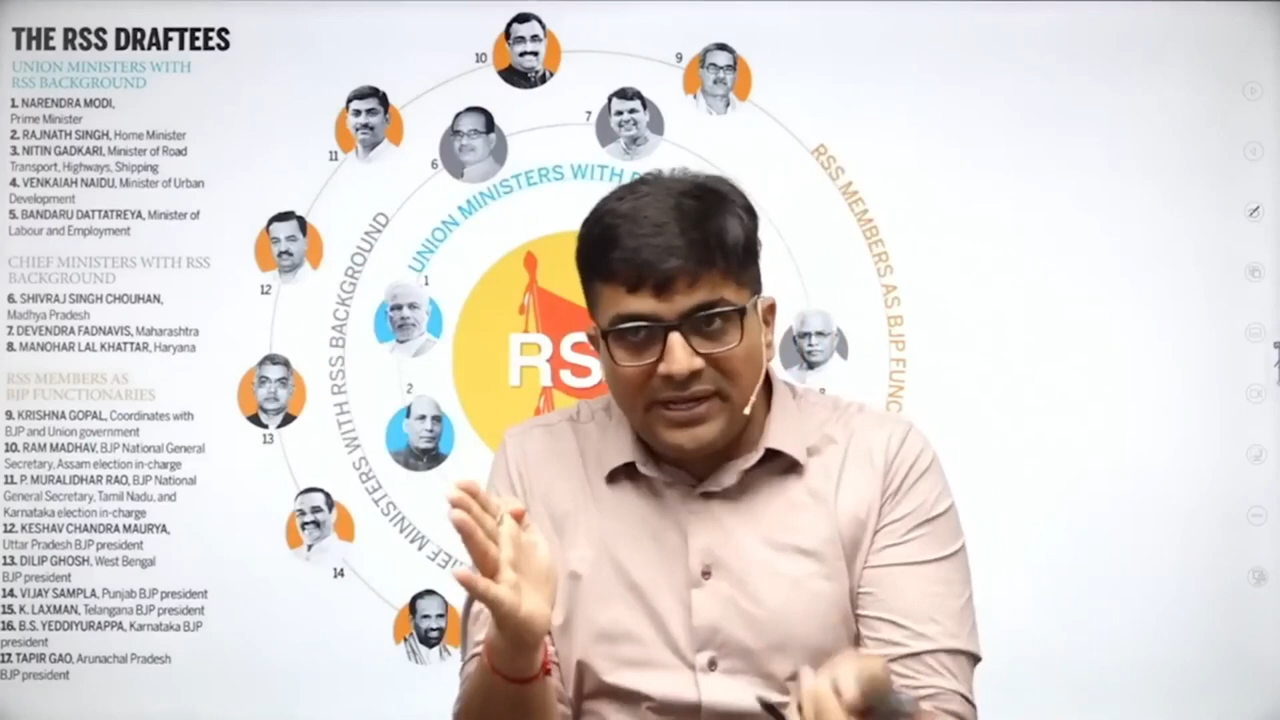 THE RSS DRAFTEES
UNION MINISTERS WITH
RSS BACKGROUND
1. NARENDRA MODI,
Prime Minister
2. RAJNATH SINGH, Home Minister
3. NITIN GADKARI, Minister of Road
Transport, Highways, Shipping
4. VENKAIAH NAIDU, Minister of Urban
Development
5. BANDARU DATTATREYA, Minister of
Labour and Employment
CHIEF MINISTERS WITH RSS
BACKGROUND
6. SHIVRAJ SINGH CHOUHAN,
Madhya Pradesh
7. DEVENDRA FADNAVIS, Maharashtra
8. MANOHAR LAL KHATTAR, Haryana
RSS MEMBERS AS
BJP FUNCTIONARIES
9. KRISHNA GOPAL, Coordinates with
BJP and Union government
10. RAM MADHAV, BJP National General
Secretary, Assam election in-charge
11. P. MURALIDHAR RAO, BJP National
General Secretary, Tamil Nadu, and
Karnataka election in-charge
12. KESHAV CHANDRA MAURYA,
Uttar Pradesh BJP president
13. DILIP GHOSH, West Bengal
BJP president
14. VIJAY SAMPLA, Punjab BJP president
15. K. LAXMAN, Telangana BJP president
16. B.S. YEDDIYURAPPA, Karnataka BJP
president
17. TAPIR GAO, Arunachal Pradesh
BJP president
10
9
7
11
6
UNION MINISTERS WITH
RSS MEMBERS AS BJP FUNC
MINISTERS WITH RSS BACKGROUND
12
1
RS
2
13
14